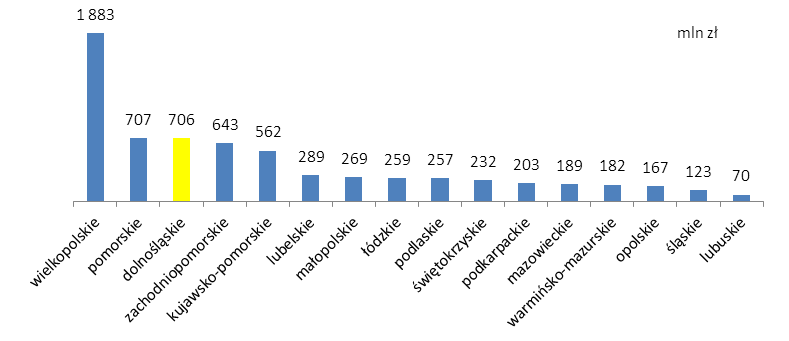 1 883
mln zł
707
706
643
562
289
269
259
257
232
203
189
182
167
123
70
wielkopolskie
pomorskie
dolnośląskie
zachodniopomorskie
kujawsko-pomorskie
lubelskie
małopolskie
łódzkie
podlaskie
świętokrzyskie
podkarpackie
mazowieckie
warmińsko-mazurskie
opolskie
śląskie
lubuskie